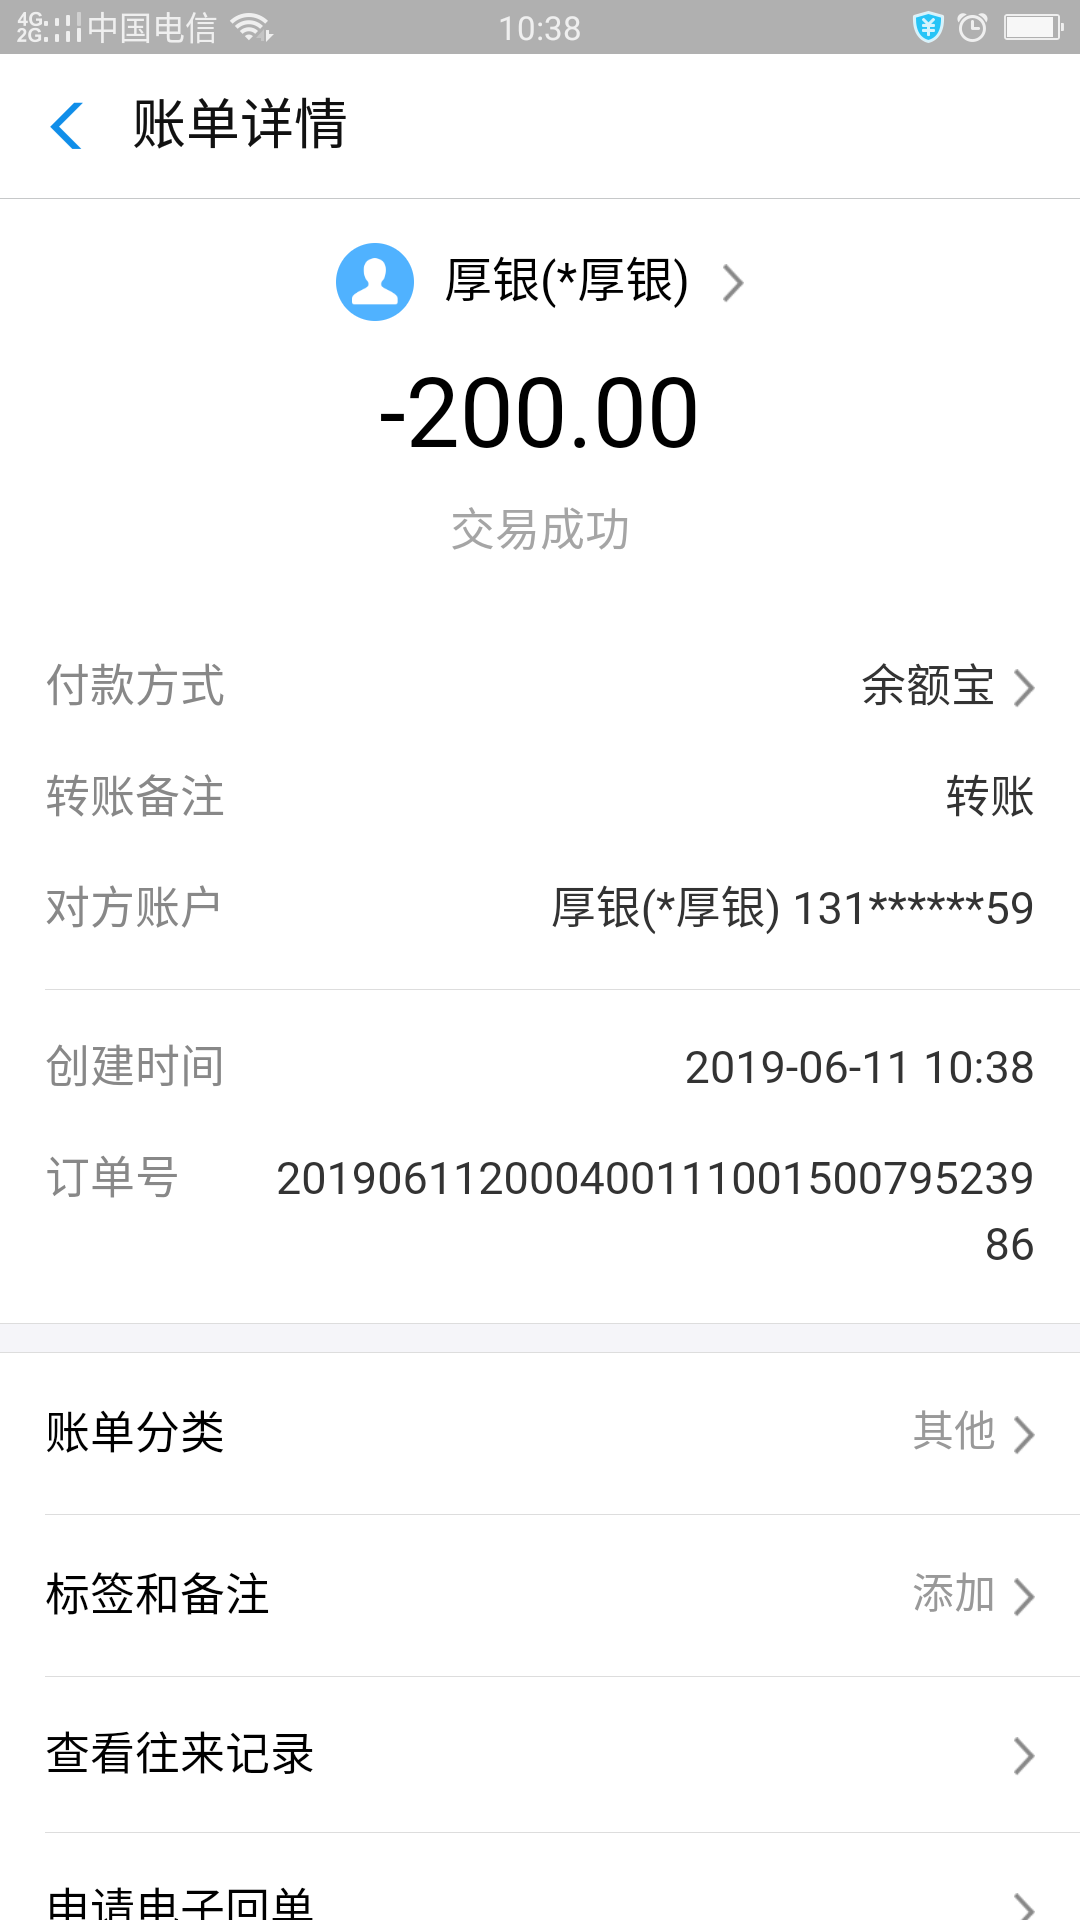 4G 2G 中国电信 10:38
账单详情
厚银(*厚银)
-200.00
交易成功
付款方式 余额宝
转账备注 转账
对方账户 厚银(*厚银) 131******59
创建时间 2019-06-11 10:38
订单号 201906112000400111001500795239
86
账单分类 其他
标签和备注 添加
查看往来记录
申请电子回单